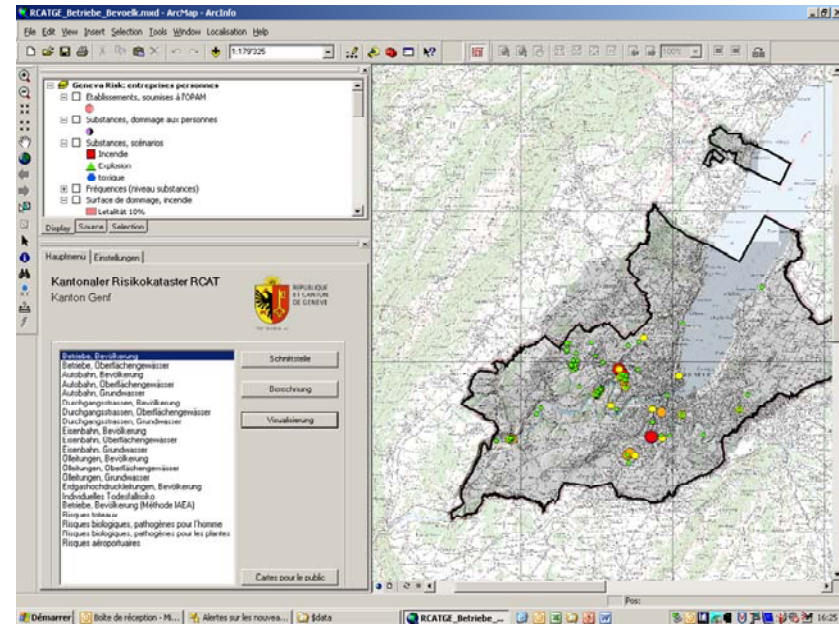 RCATGE_Betriebe_Bevoelk.mxd - ArcMap - ArcInfo
File Edit View Insert Selection Tools Window Localisation Help
1:179'325
100%
Geneva Risk: entreprises personnes
Etablissements, soumises à l'OPAM
Substances, dommage aux personnes
Substances, scénarios
Incendie
Explosion
toxique
Fréquences (niveau substances)
Surface de dommage, incendie
Letalität 10%
Display Source Selection
Hauptmenü Einstellungen
Kantonaler Risikokataster RCAT
Kanton Genf
REPUBLIQUE
ET CANTON
DE GENEVE
Betriebe, Bevölkerung
Betriebe, Oberflächengewässer
Autobahn, Bevölkerung
Autobahn, Oberflächengewässer
Autobahn, Grundwasser
Durchgangsstrassen, Bevölkerung
Durchgangsstrassen, Oberflächengewässer
Durchgangsstrassen, Grundwasser
Eisenbahn, Bevölkerung
Eisenbahn, Oberflächengewässer
Eisenbahn, Grundwasser
Ölleitungen, Bevölkerung
Ölleitungen, Oberflächengewässer
Ölleitungen, Grundwasser
Erdgashochdruckleitungen, Bevölkerung
Individuelles Todesfallrisiko
Betriebe, Bevölkerung (Méthode IAEA)
Risques totaux
Risques biologiques, pathogènes pour l'homme
Risques biologiques, pathogènes pour les plantes
Risques aéroportuaires
Schnittstelle
Berechnung
Visualisierung
Cartes pour le public
Pos:
Démarrer
Boîte de réception - Mi...
Alertes sur les nouvea...
$data
RCATGE_Betriebe_...
16:28